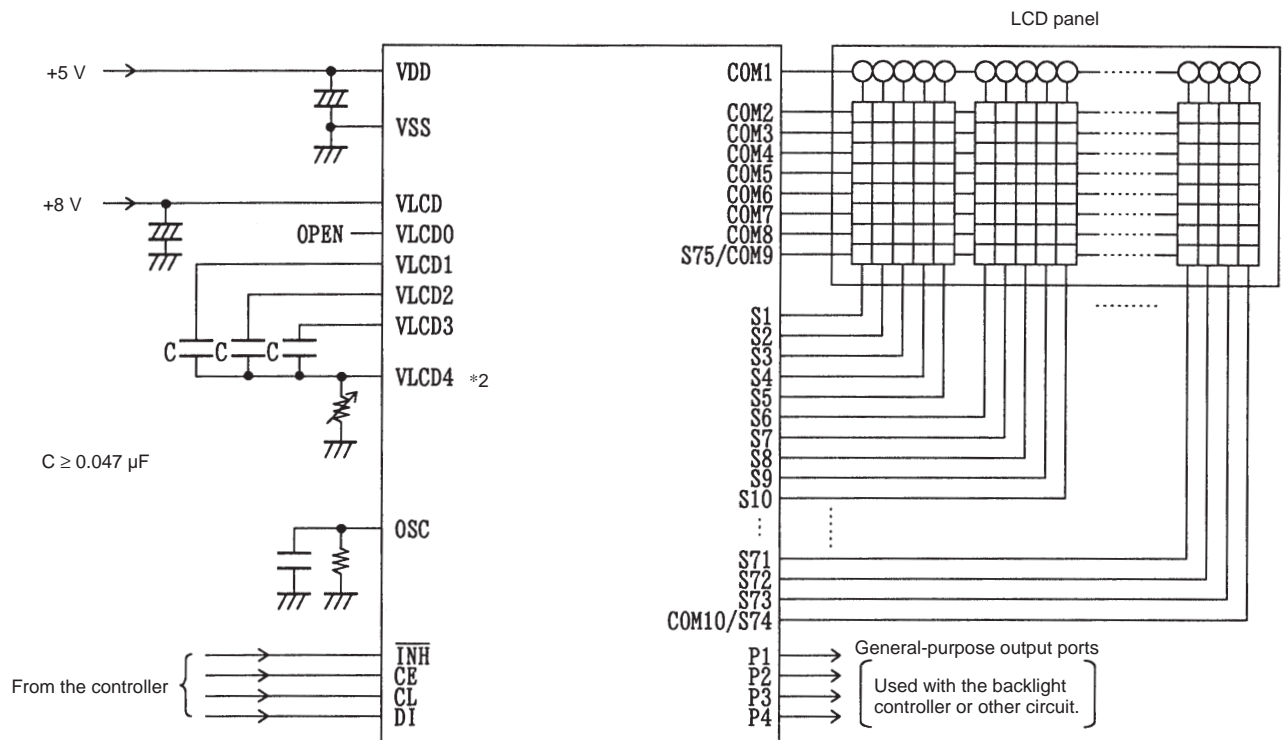 LCD panel
+5 V
VDD
VSS
+8 V
VLCD
OPEN
VLCD0
VLCD1
VLCD2
VLCD3
C
C
C
VLCD4
*2
C ≥ 0.047 μF
OSC
From the controller
INH
CE
CL
DI
COM1
COM2
COM3
COM4
COM5
COM6
COM7
COM8
S75/COM9
S1
S2
S3
S4
S5
S6
S7
S8
S9
S10
S71
S72
S73
COM10/S74
P1
P2
P3
P4
General-purpose output ports
Used with the backlight
controller or other circuit.